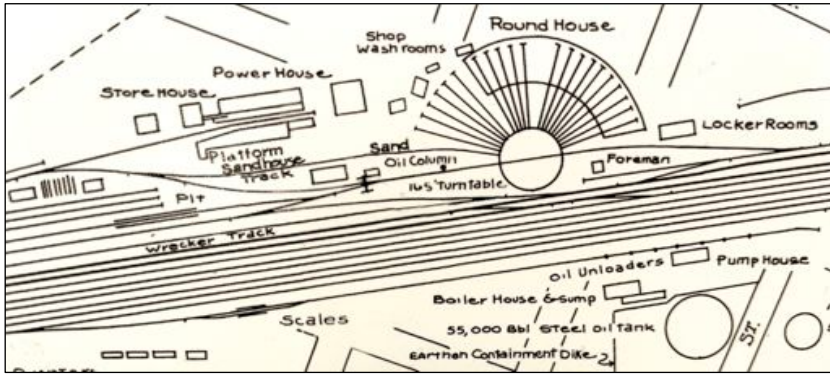 Round House
Shop
Wash rooms
Power House
Store House
Locker Rooms
Sand
Platform
Sandhouse
Track
Oil Column
Foreman
165' Turntable
Pit
Wrecker Track
Oil Unloaders
Pump House
Boiler House & Sump
Scales
55,000 Bbl Steel Oil Tank
ST.
Earthen Containment Dike